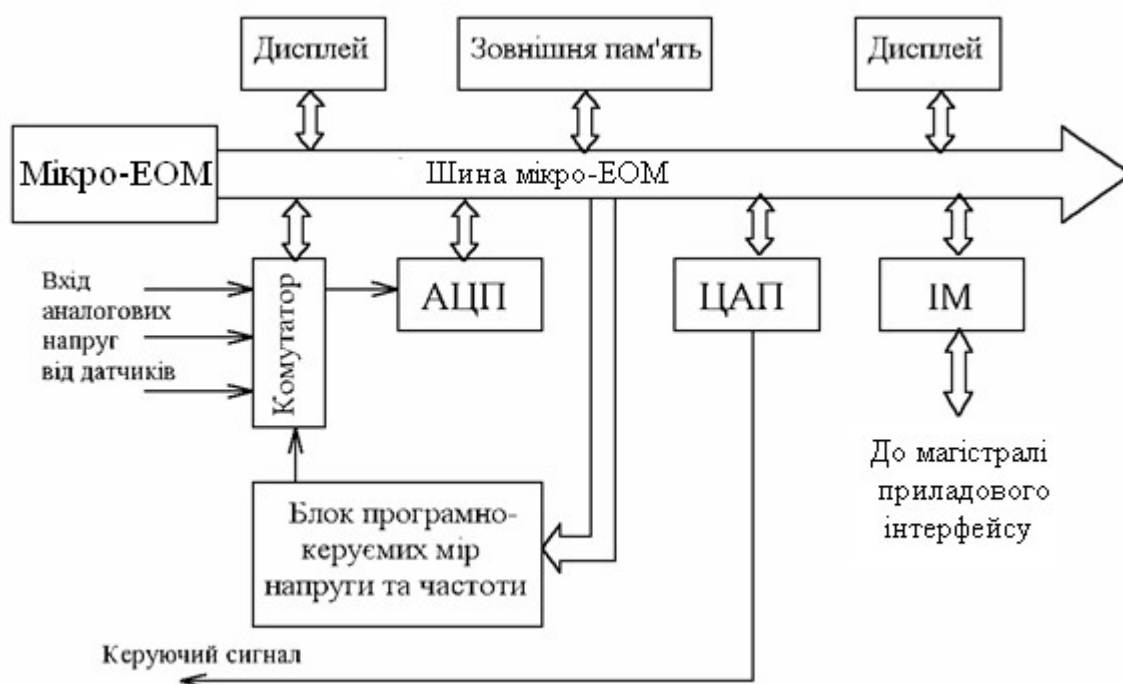 Дисплей
Зовнішня пам'ять
Дисплей
Мікро-ЕОМ
Шина мікро-ЕОМ
Вхід
аналогових
напруг
від датчиків
Комутатор
АЦП
ЦАП
ІМ
До магістралі
приладового
інтерфейсу
Блок програмно-
керуємих мір
напруги та частоти
Керуючий сигнал